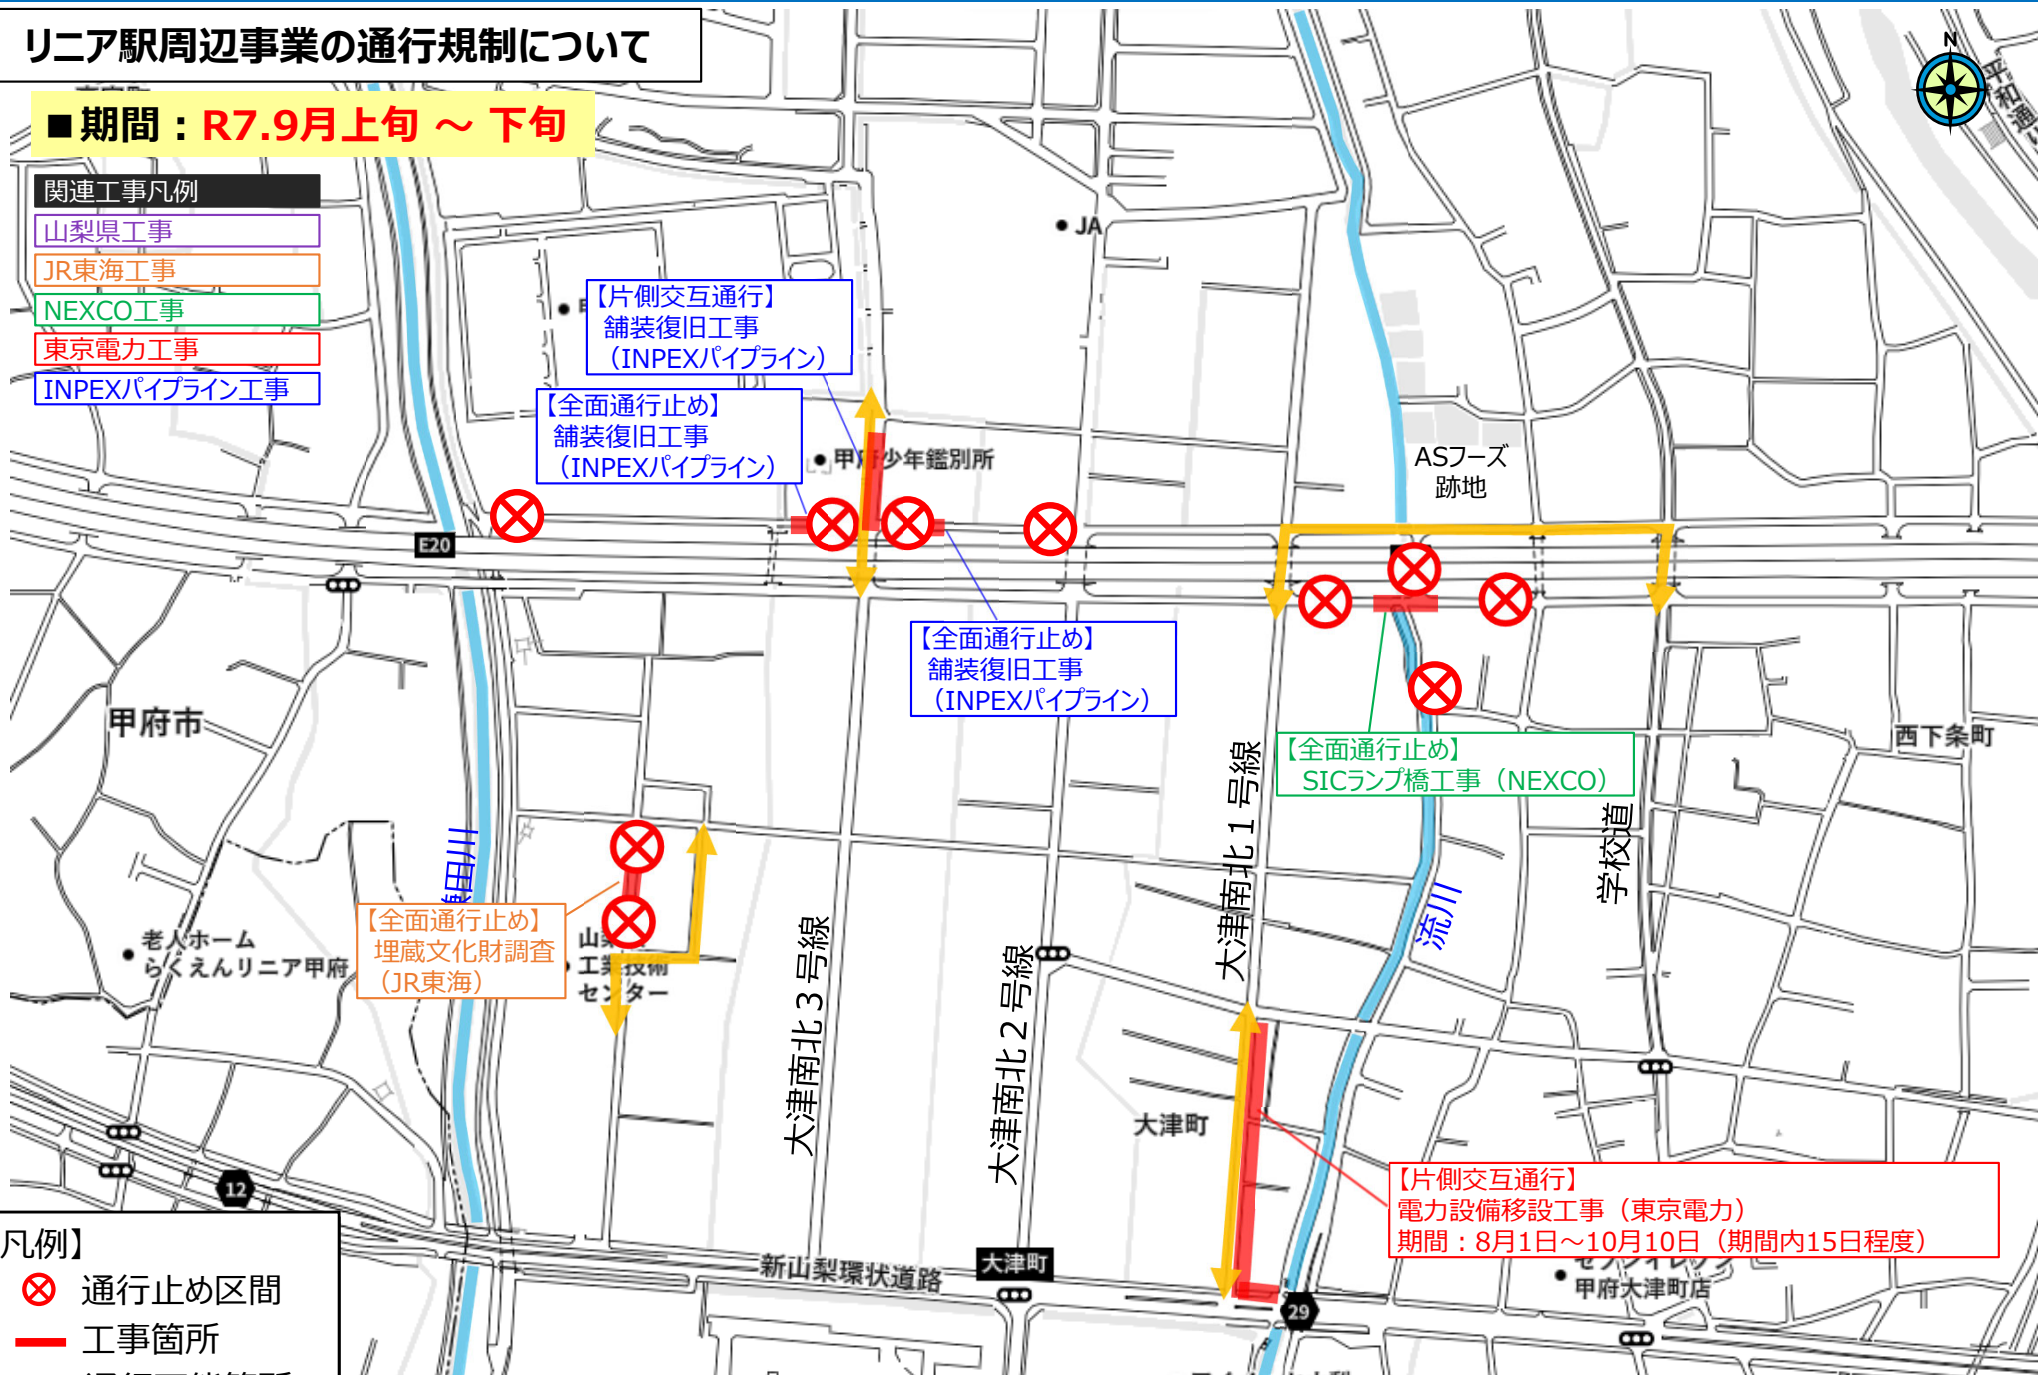 リニア駅周辺事業の通行規制について
■期間：R7.9月上旬 ～ 下旬
関連工事凡例
山梨県工事
JR東海工事
NEXCO工事
東京電力工事
INPEXパイプライン工事
N
平和通り
JA
【片側交互通行】
舗装復旧工事
（INPEXパイプライン）
【全面通行止め】
舗装復旧工事
（INPEXパイプライン）
甲府少年鑑別所
ASフーズ
跡地
E20
【全面通行止め】
舗装復旧工事
（INPEXパイプライン）
甲府市
西下条町
【全面通行止め】
SICランプ橋工事（NEXCO）
大津南北１号線
学校道
流川
【全面通行止め】
埋蔵文化財調査
（JR東海）
老人ホーム
らくえんリニア甲府
工業技術
センター
大津南北３号線
大津南北２号線
大津町
【片側交互通行】
電力設備移設工事（東京電力）
期間：8月1日～10月10日（期間内15日程度）
甲府大津町店
12
新山梨環状道路
大津町
29
凡例】
通行止め区間
工事箇所